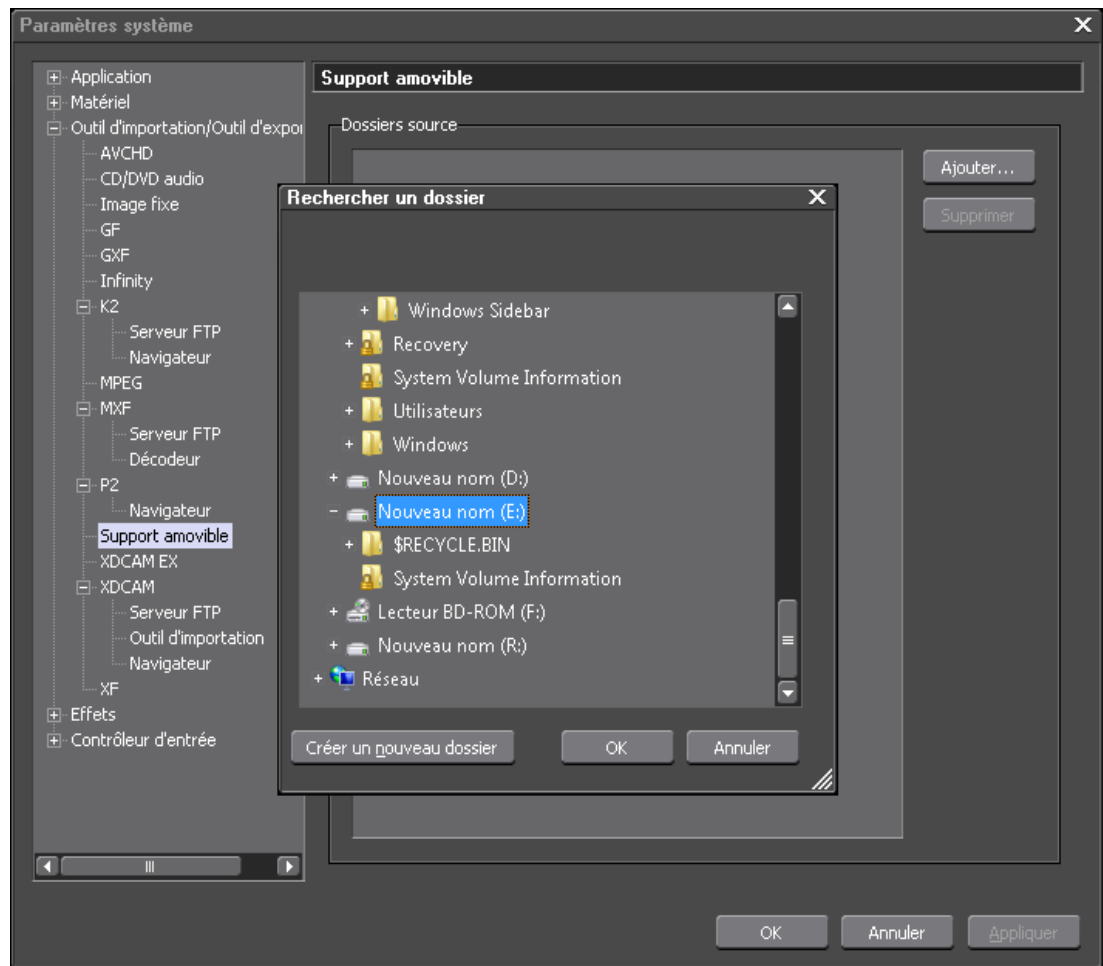 Paramètres système
Application
Matériel
Outil d'importation/Outil d'expor
AVCHD
CD/DVD audio
Image fixe
GF
GXF
Infinity
K2
Serveur FTP
Navigateur
MPEG
MXF
Serveur FTP
Décodeur
P2
Navigateur
Support amovible
XDCAM EX
XDCAM
Serveur FTP
Outil d'importation
Navigateur
XF
Effets
Contrôleur d'entrée
Support amovible
Dossiers source
Ajouter...
Supprimer
Rechercher un dossier
Windows Sidebar
Recovery
System Volume Information
Utilisateurs
Windows
Nouveau nom (D:)
Nouveau nom (E:)
$RECYCLE.BIN
System Volume Information
Lecteur BD-ROM (F:)
Nouveau nom (R:)
Réseau
Créer un nouveau dossier
OK
Annuler
OK
Annuler
Appliquer